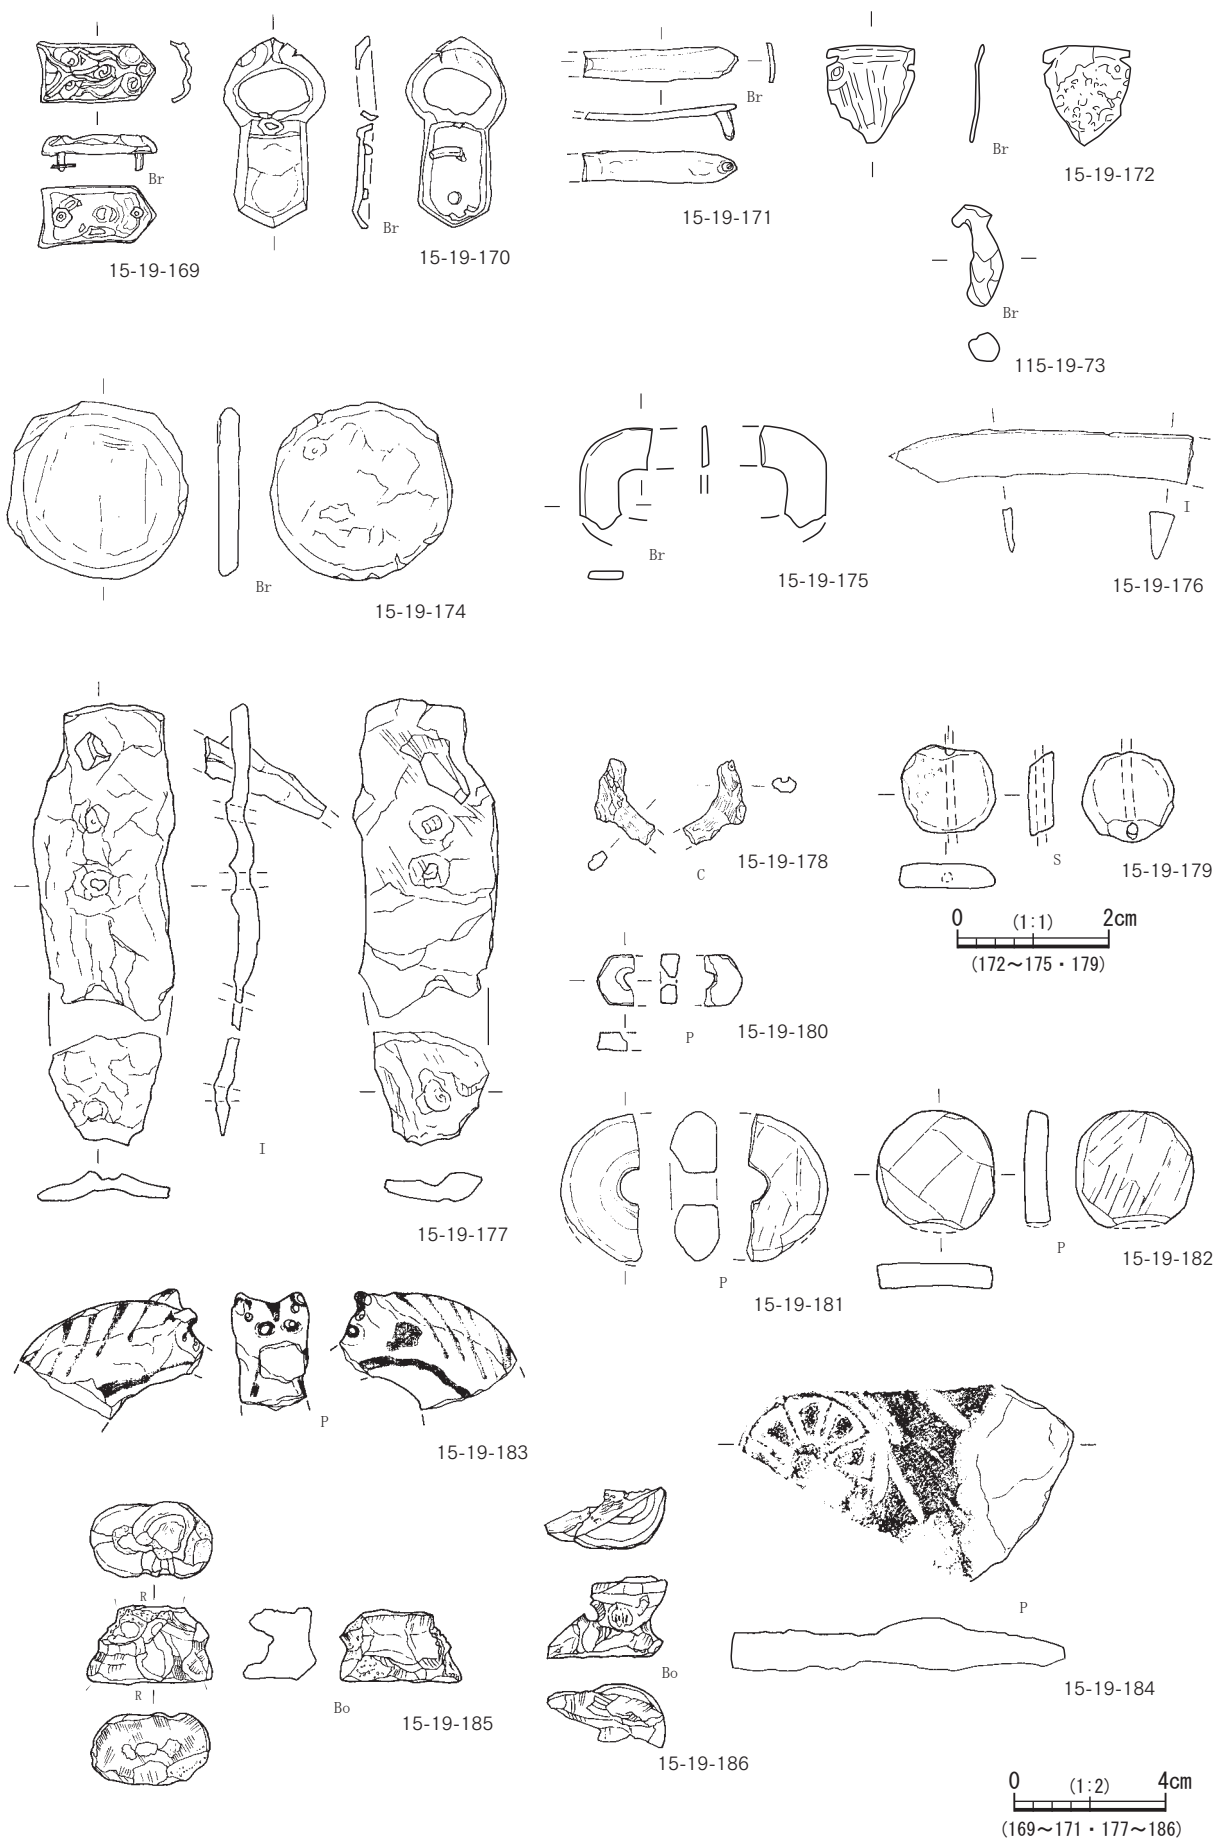 Br
15-19-169
Br
15-19-170
Br
15-19-171
Br
15-19-172
Br
115-19-73
Br
15-19-174
Br
15-19-175
I
15-19-176
I
15-19-177
C
15-19-178
S
15-19-179
0 (1:1) 2cm
(172〜175・179)
P
15-19-180
P
15-19-181
P
15-19-182
P
15-19-183
P
15-19-184
R
R
Bo
15-19-185
Bo
15-19-186
0 (1:2) 4cm
(169〜171・177〜186)